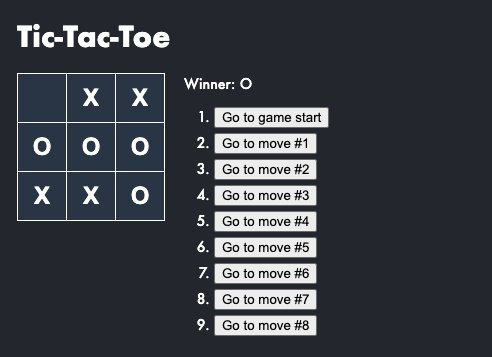 Tic-Tac-Toe
X X
O O O
X X O
Winner: O
1. Go to game start
2. Go to move #1
3. Go to move #2
4. Go to move #3
5. Go to move #4
6. Go to move #5
7. Go to move #6
8. Go to move #7
9. Go to move #8